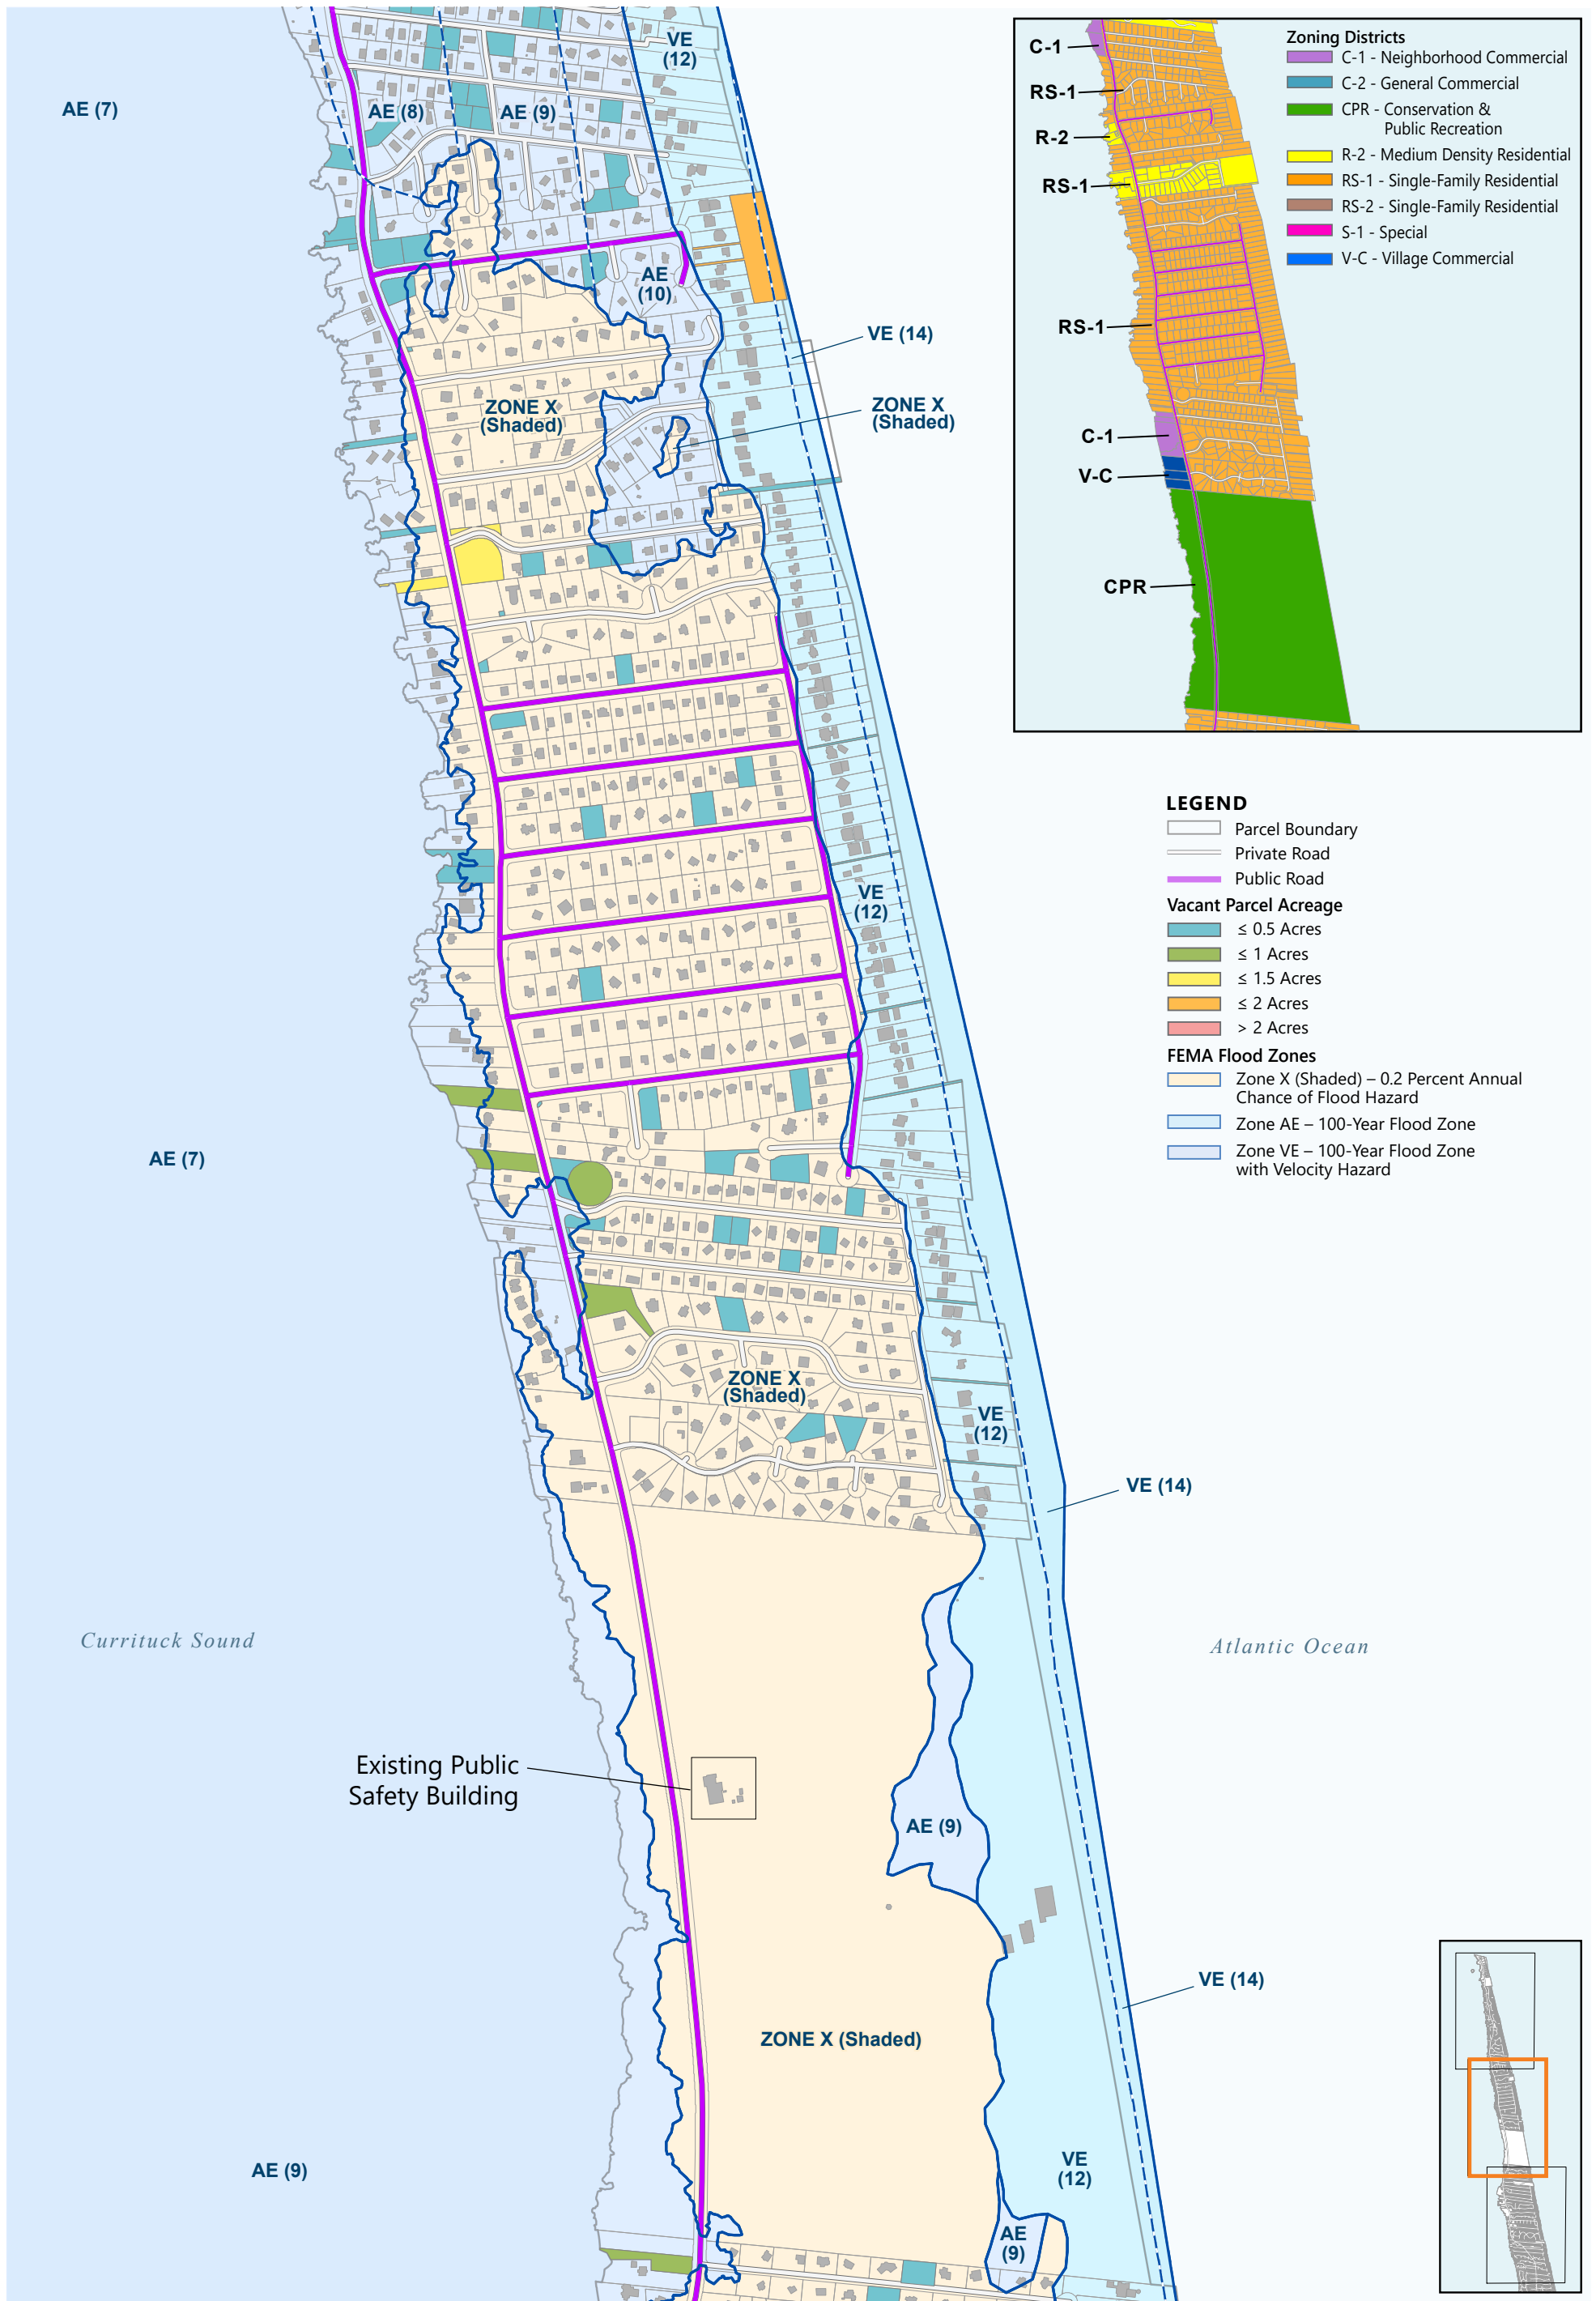 VE
(12)
AE (7)
AE (8)
AE (9)
AE
(10)
VE (14)
ZONE X
(Shaded)
ZONE X
(Shaded)
VE
(12)
AE (7)
ZONE X
(Shaded)
VE
(12)
VE (14)
Currituck Sound
Atlantic Ocean
Existing Public
Safety Building
AE (9)
VE (14)
ZONE X (Shaded)
AE (9)
VE
(12)
AE
(9)
C-1
RS-1
R-2
RS-1
RS-1
C-1
V-C
CPR
Zoning Districts
C-1 - Neighborhood Commercial
C-2 - General Commercial
CPR - Conservation &
Public Recreation
R-2 - Medium Density Residential
RS-1 - Single-Family Residential
RS-2 - Single-Family Residential
S-1 - Special
V-C - Village Commercial
LEGEND
Parcel Boundary
Private Road
Public Road
Vacant Parcel Acreage
≤ 0.5 Acres
≤ 1 Acres
≤ 1.5 Acres
≤ 2 Acres
> 2 Acres
FEMA Flood Zones
Zone X (Shaded) – 0.2 Percent Annual
Chance of Flood Hazard
Zone AE – 100-Year Flood Zone
Zone VE – 100-Year Flood Zone
with Velocity Hazard